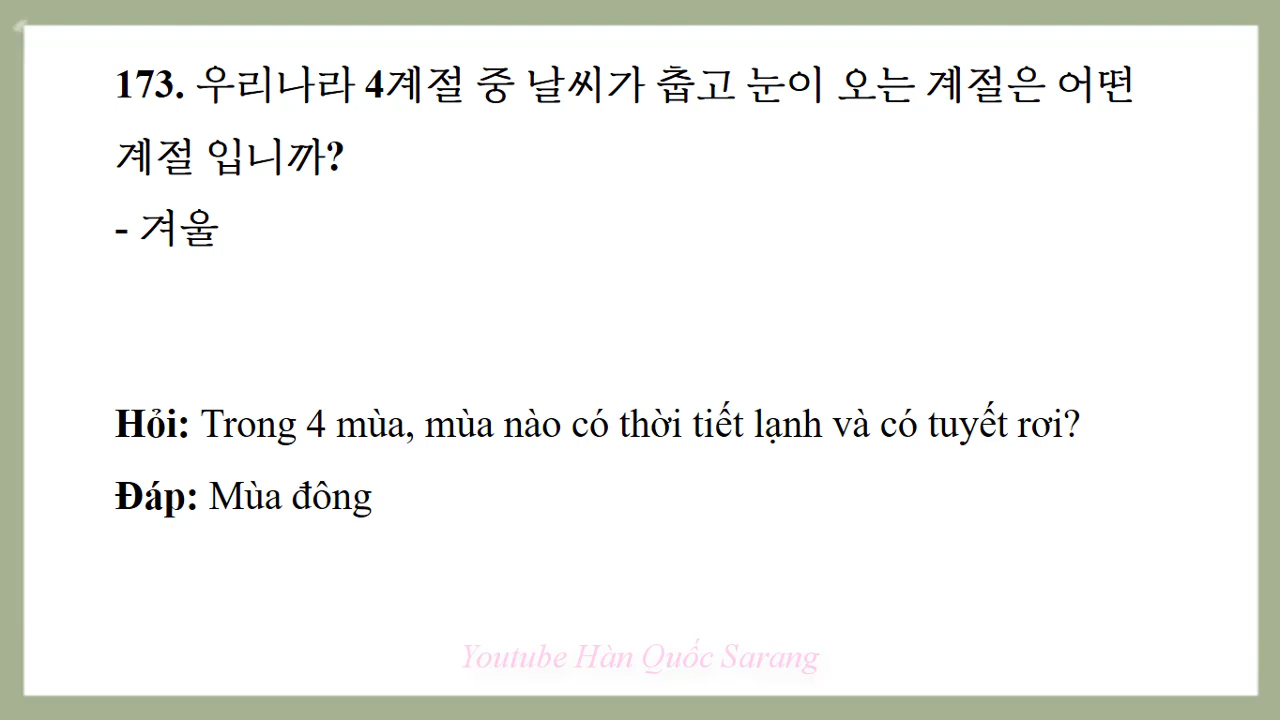 173. 우리나라 4계절 중 날씨가 춥고 눈이 오는 계절은 어떤
계절 입니까?
- 겨울
Hỏi: Trong 4 mùa, mùa nào có thời tiết lạnh và có tuyết rơi?
Đáp: Mùa đông
Youtube Hàn Quốc Sarang